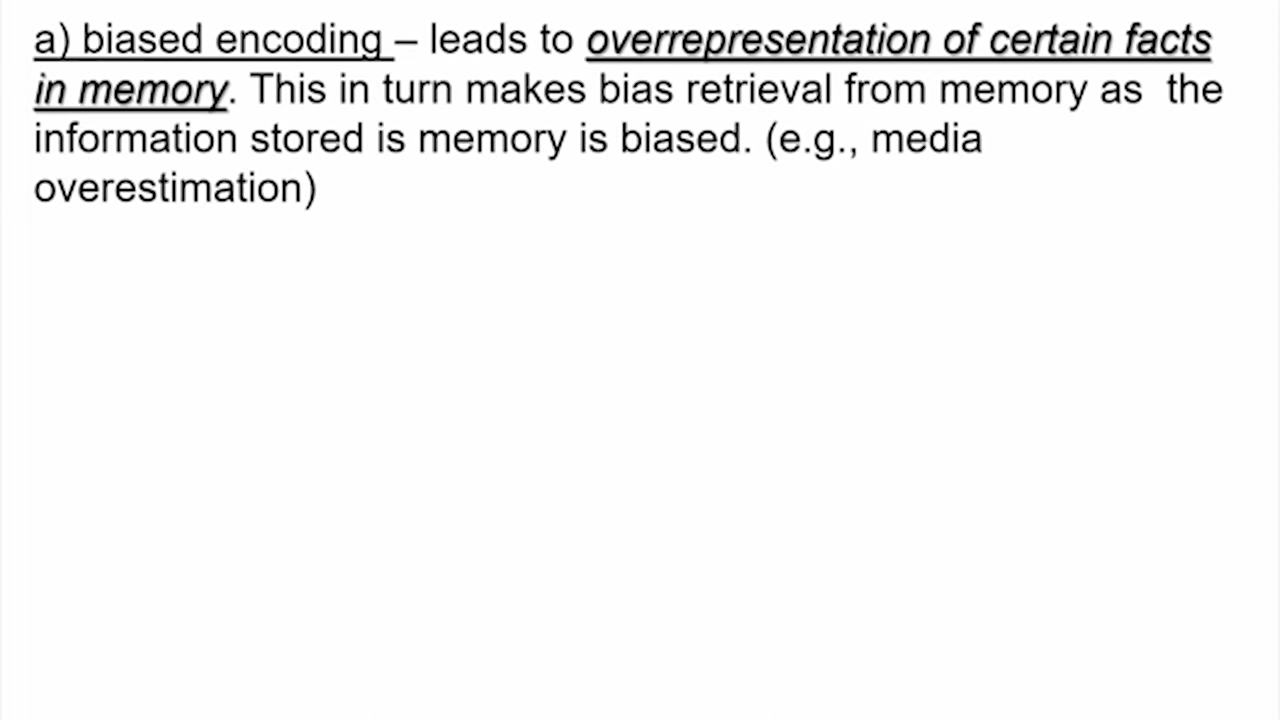 a) biased encoding – leads to overrepresentation of certain facts
in memory. This in turn makes bias retrieval from memory as  the
information stored is memory is biased. (e.g., media
overestimation)